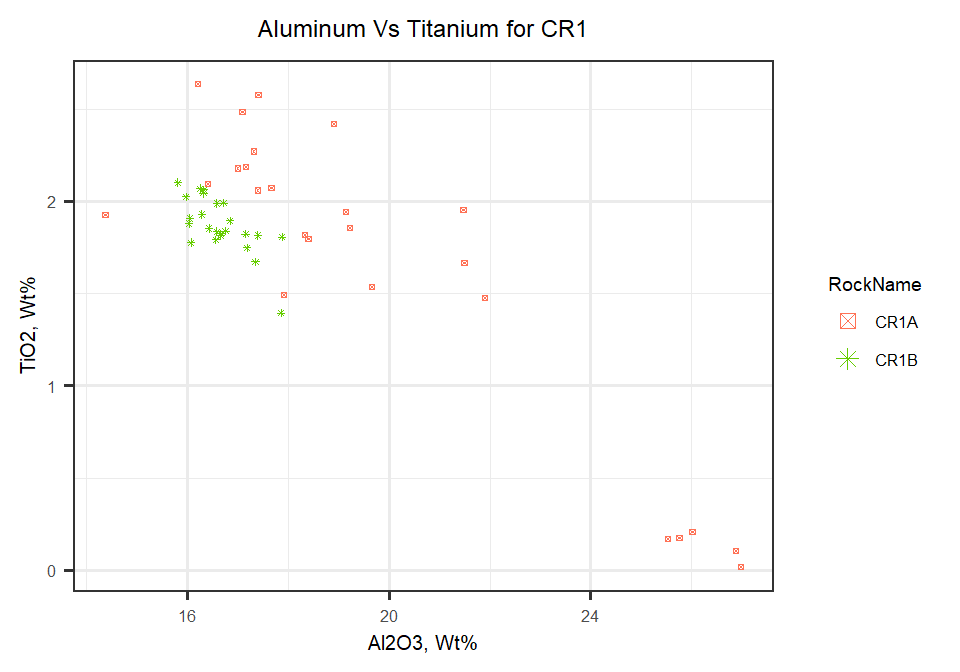 Aluminum Vs Titanium for CR1
TiO2, Wt%
2
1
0
16
20
24
Al2O3, Wt%
RockName
CR1A
CR1B